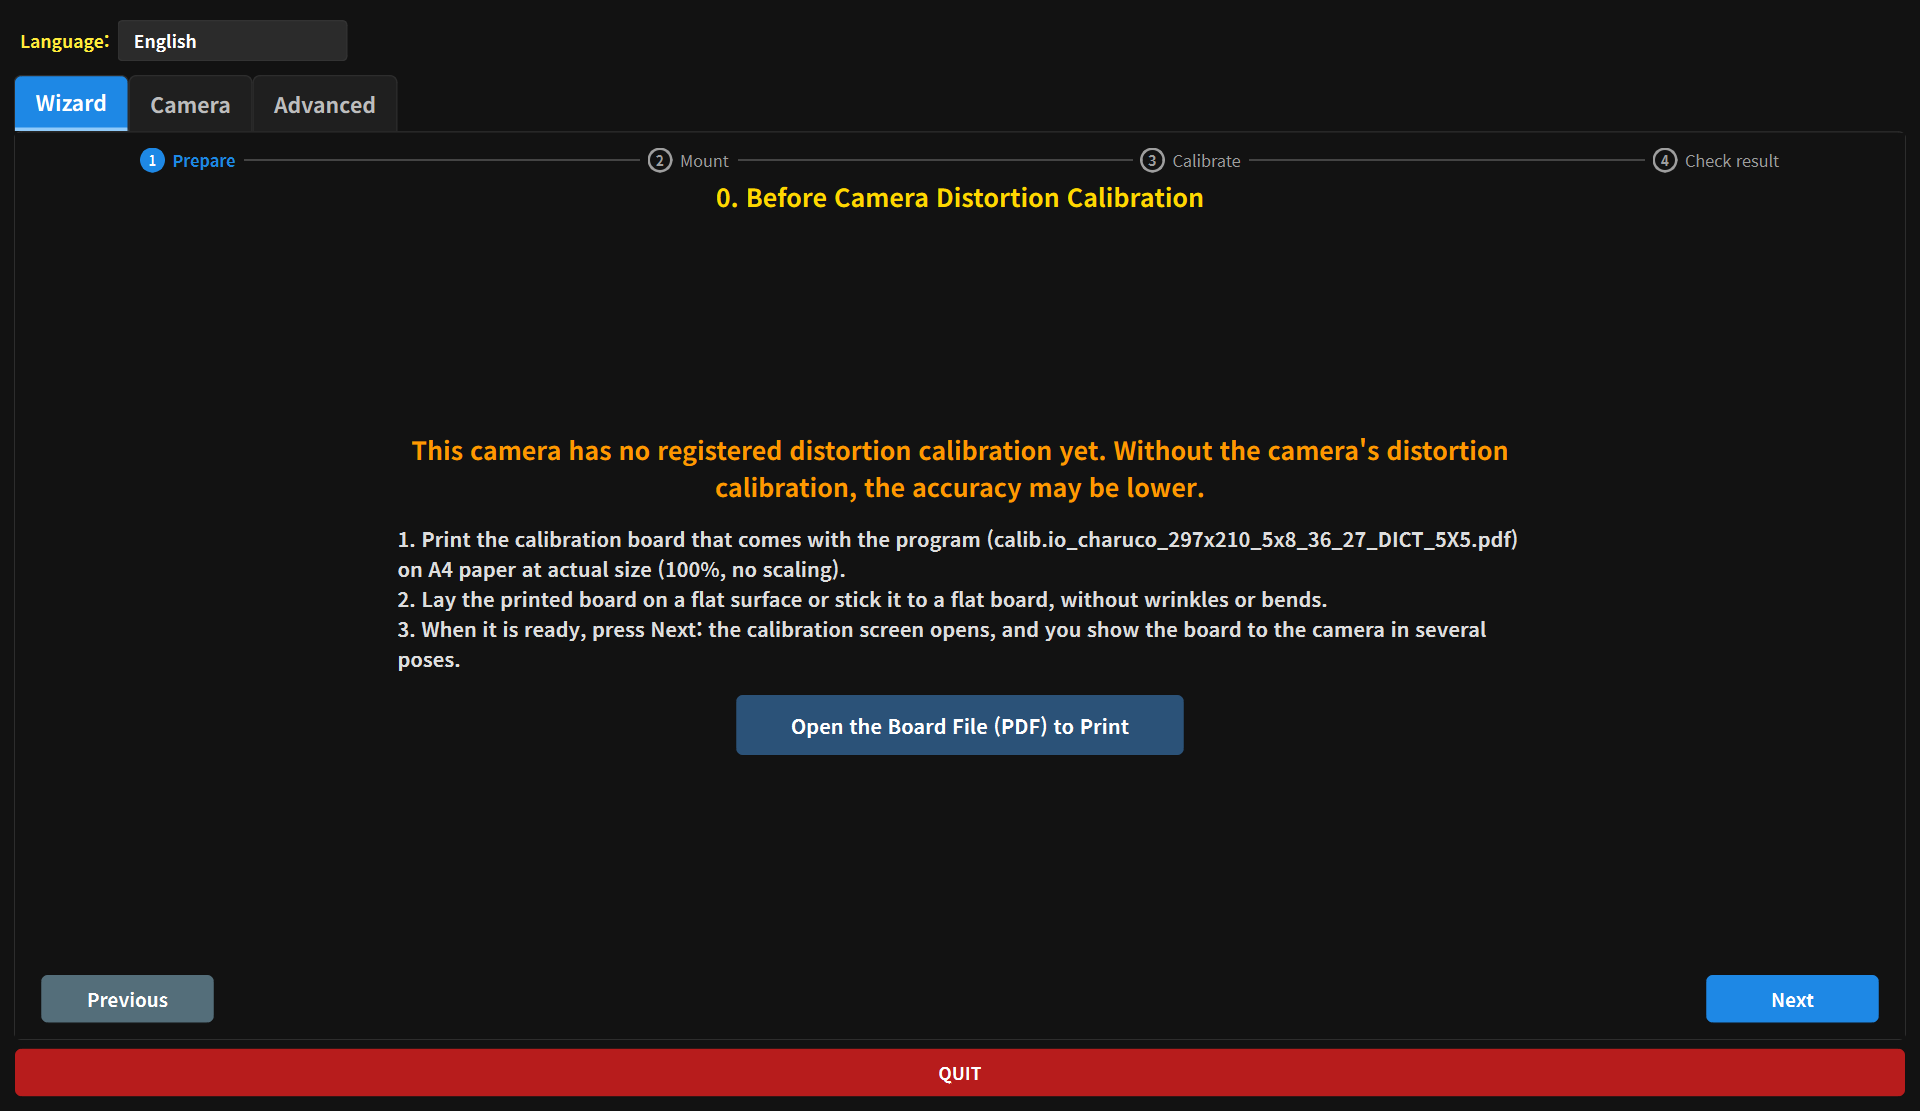 Language: English
Wizard Camera Advanced
1 Prepare 2 Mount 3 Calibrate 4 Check result
0. Before Camera Distortion Calibration
This camera has no registered distortion calibration yet. Without the camera's distortion
calibration, the accuracy may be lower.
1. Print the calibration board that comes with the program (calib.io_charuco_297x210_5x8_36_27_DICT_5X5.pdf)
on A4 paper at actual size (100%, no scaling).
2. Lay the printed board on a flat surface or stick it to a flat board, without wrinkles or bends.
3. When it is ready, press Next: the calibration screen opens, and you show the board to the camera in several
poses.
Open the Board File (PDF) to Print
Previous Next
QUIT